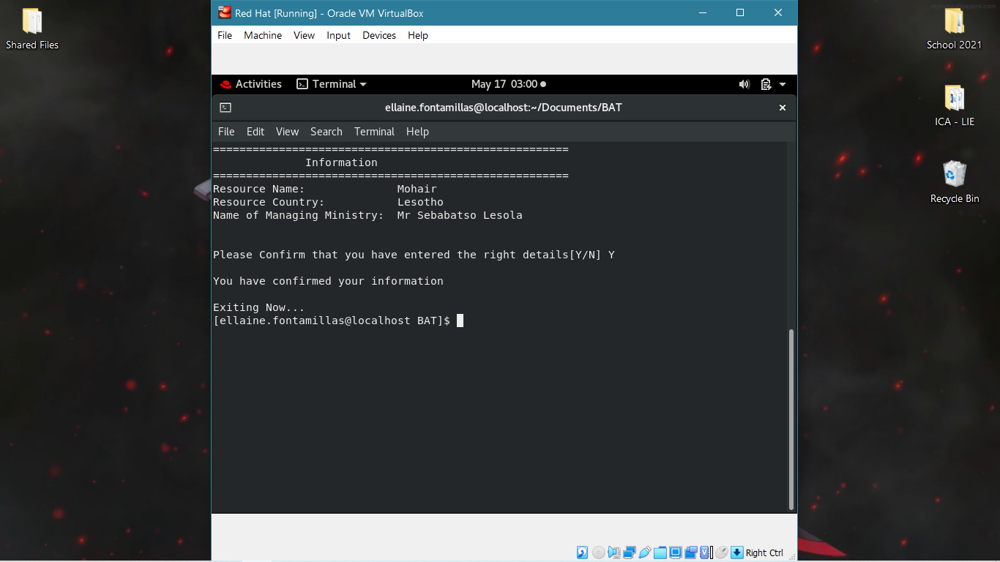 Shared Files
Red Hat [Running] - Oracle VM VirtualBox
File Machine View Input Devices Help
Activities Terminal May 17 03:00
ellaine.fontamillas@localhost:~/Documents/BAT
File Edit View Search Terminal Help
======================================================
Information
======================================================
Resource Name: Mohair
Resource Country: Lesotho
Name of Managing Ministry: Mr Sebabatso Lesola
Please Confirm that you have entered the right details[Y/N] Y
You have confirmed your information
Exiting Now...
[ellaine.fontamillas@localhost BAT]$
Right Ctrl
School 2021
ICA - LIE
Recycle Bin